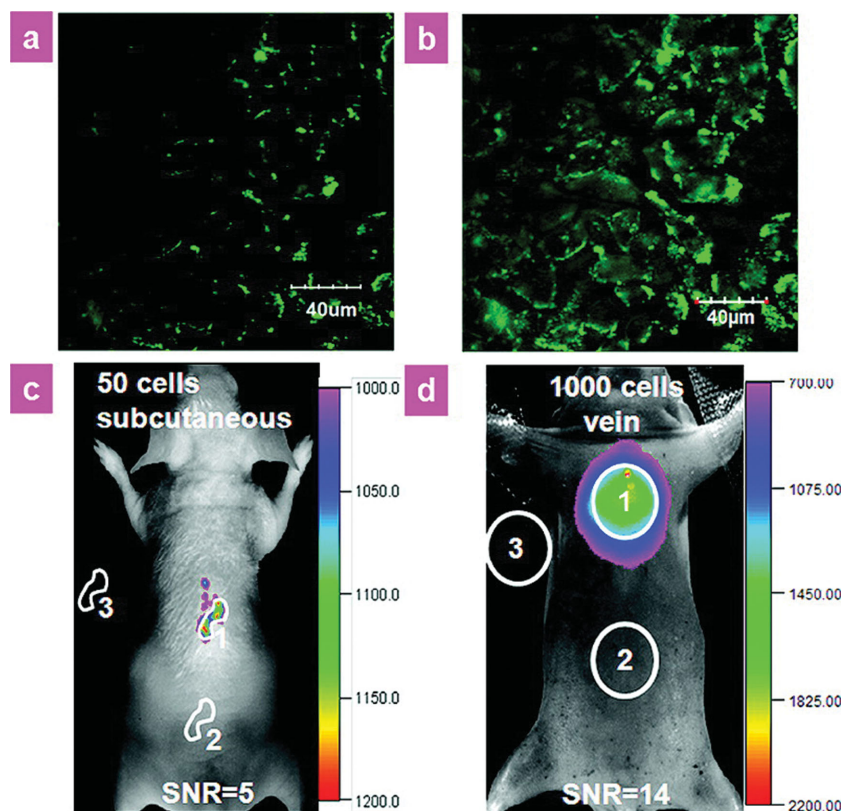 a
b
40um
40µm
c
50 cells
subcutaneous
1000.0
1050.0
1100.0
1150.0
1200.0
3
1
2
SNR=5
d
1000 cells
vein
700.00
1075.00
1450.00
1825.00
2200.00
1
3
2
SNR=14